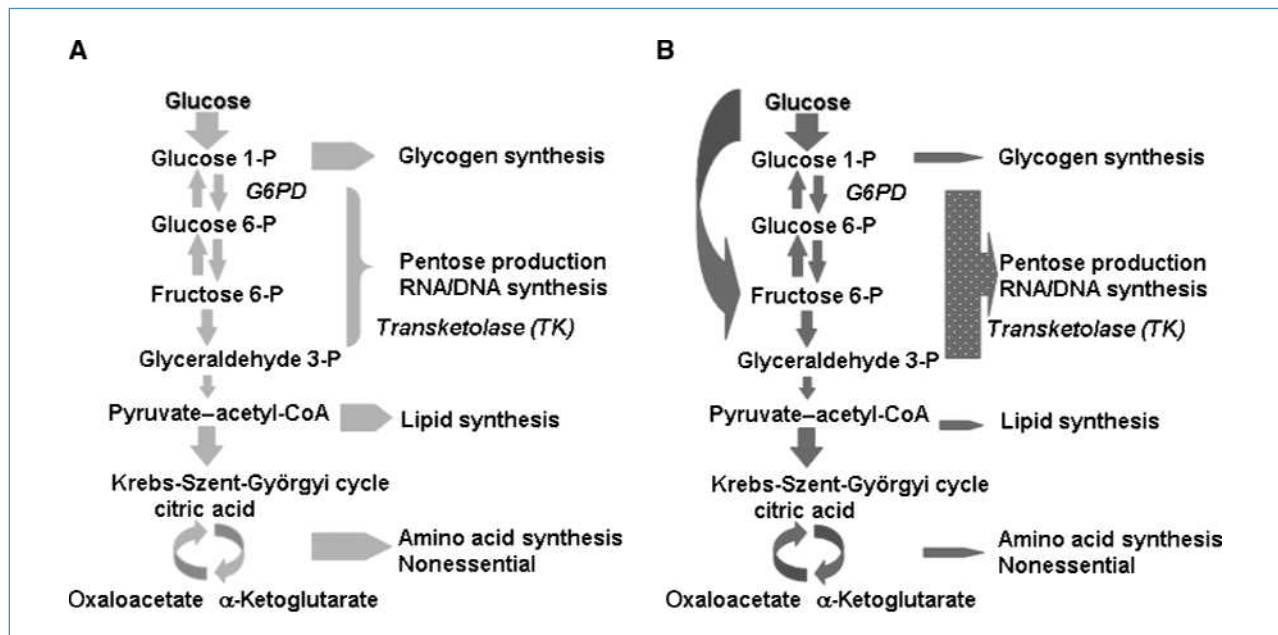 A
Glucose
Glucose 1-P
Glycogen synthesis
G6PD
Glucose 6-P
Pentose production
RNA/DNA synthesis
Fructose 6-P
Transketolase (TK)
Glyceraldehyde 3-P
Pyruvate–acetyl-CoA
Lipid synthesis
Krebs-Szent-Györgyi cycle
citric acid
Amino acid synthesis
Nonessential
Oxaloacetate α-Ketoglutarate
B
Glucose
Glucose 1-P
Glycogen synthesis
G6PD
Glucose 6-P
Pentose production
RNA/DNA synthesis
Fructose 6-P
Transketolase (TK)
Glyceraldehyde 3-P
Pyruvate–acetyl-CoA
Lipid synthesis
Krebs-Szent-Györgyi cycle
citric acid
Amino acid synthesis
Nonessential
Oxaloacetate α-Ketoglutarate